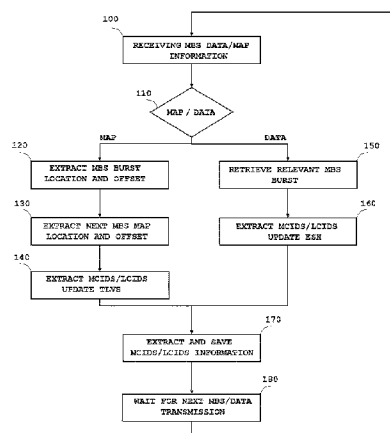 100
RECEIVING MBS DATA/MAP
INFORMATION
110
MAP / DATA
MAP
DATA
120
EXTRACT MBS BURST
LOCATION AND OFFSET
150
RETRIEVE RELEVANT MBS
BURST
130
EXTRACT NEXT MBS MAP
LOCATION AND OFFSET
160
EXTRACT MCIDS/LCIDS
UPDATE ESH
140
EXTRACT MCIDS/LCIDS
UPDATE TLVS
170
EXTRACT AND SAVE
MCIDS/LCIDS INFORMATION
180
WAIT FOR NEXT MBS/DATA
TRANSMISSION